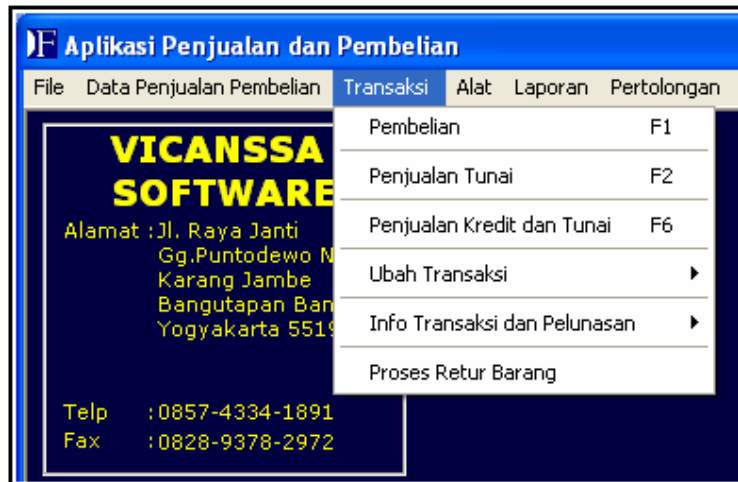 Aplikasi Penjualan dan Pembelian
File Data Penjualan Pembelian Transaksi Alat Laporan Pertolongan
Pembelian F1
Penjualan Tunai F2
Penjualan Kredit dan Tunai F6
Ubah Transaksi
Info Transaksi dan Pelunasan
Proses Retur Barang
VICANSSA
SOFTWARE
Alamat :Jl. Raya Janti
Gg.Puntodewo
Karang Jambe
Bangutapan
Yogyakarta
Telp :0857-4334-1891
Fax :0828-9378-2972